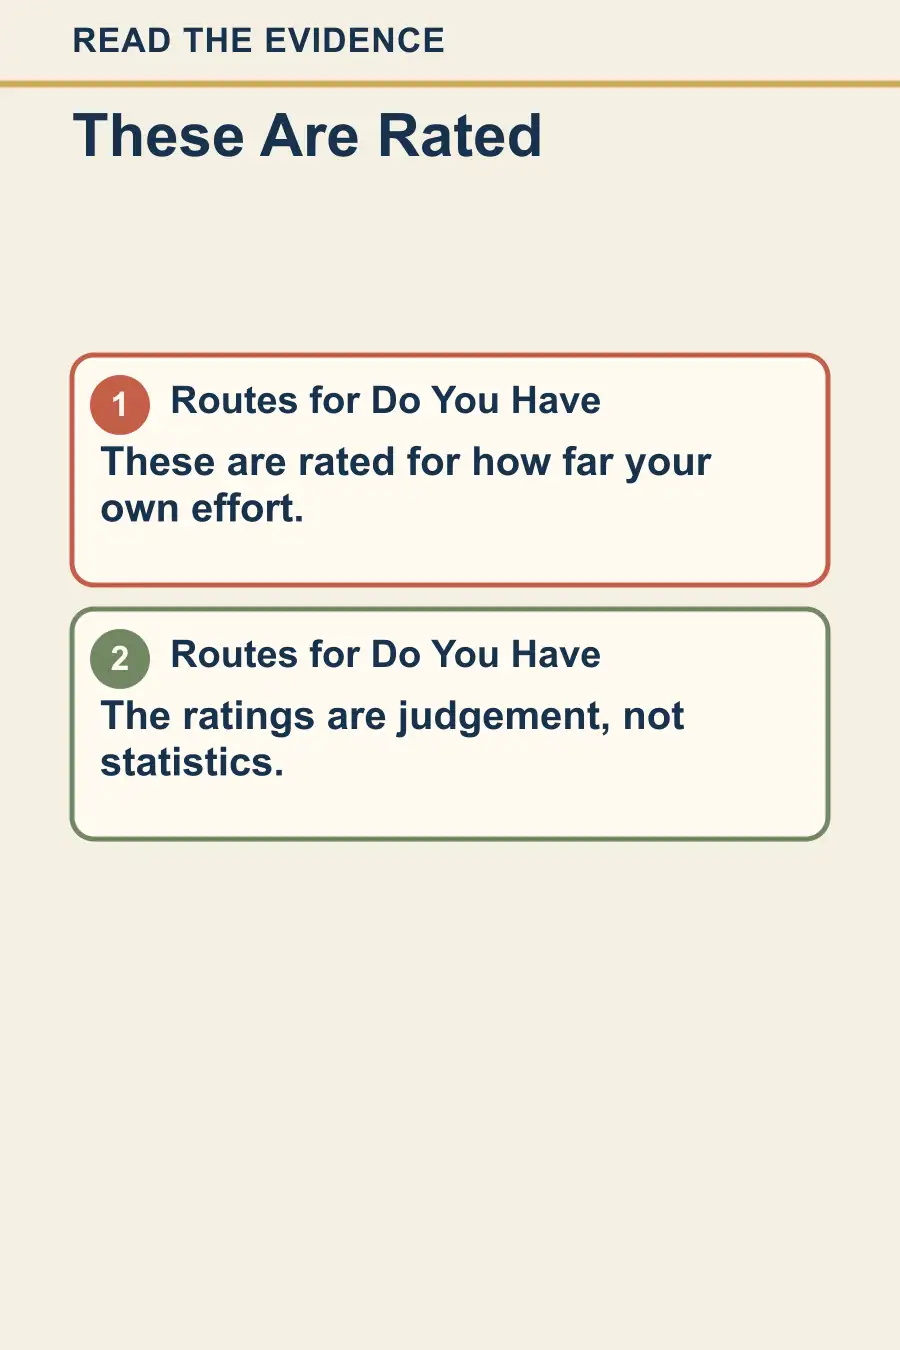 READ THE EVIDENCE
These Are Rated
1 Routes for Do You Have
These are rated for how far your
own effort.
2 Routes for Do You Have
The ratings are judgement, not
statistics.